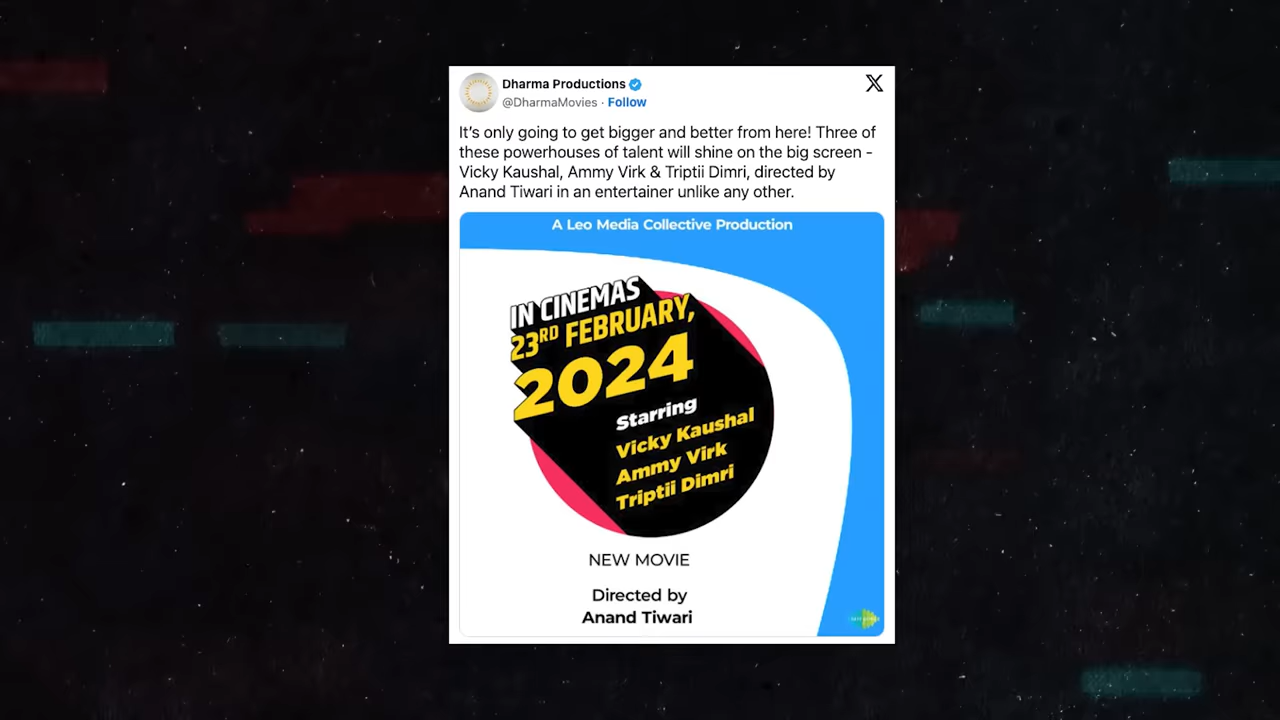 Dharma Productions
@DharmaMovies · Follow
It's only going to get bigger and better from here! Three of
these powerhouses of talent will shine on the big screen -
Vicky Kaushal, Ammy Virk & Triptii Dimri, directed by
Anand Tiwari in an entertainer unlike any other.
A Leo Media Collective Production
IN CINEMAS
23RD FEBRUARY,
2024
Starring
Vicky Kaushal
Ammy Virk
Triptii Dimri
NEW MOVIE
Directed by
Anand Tiwari